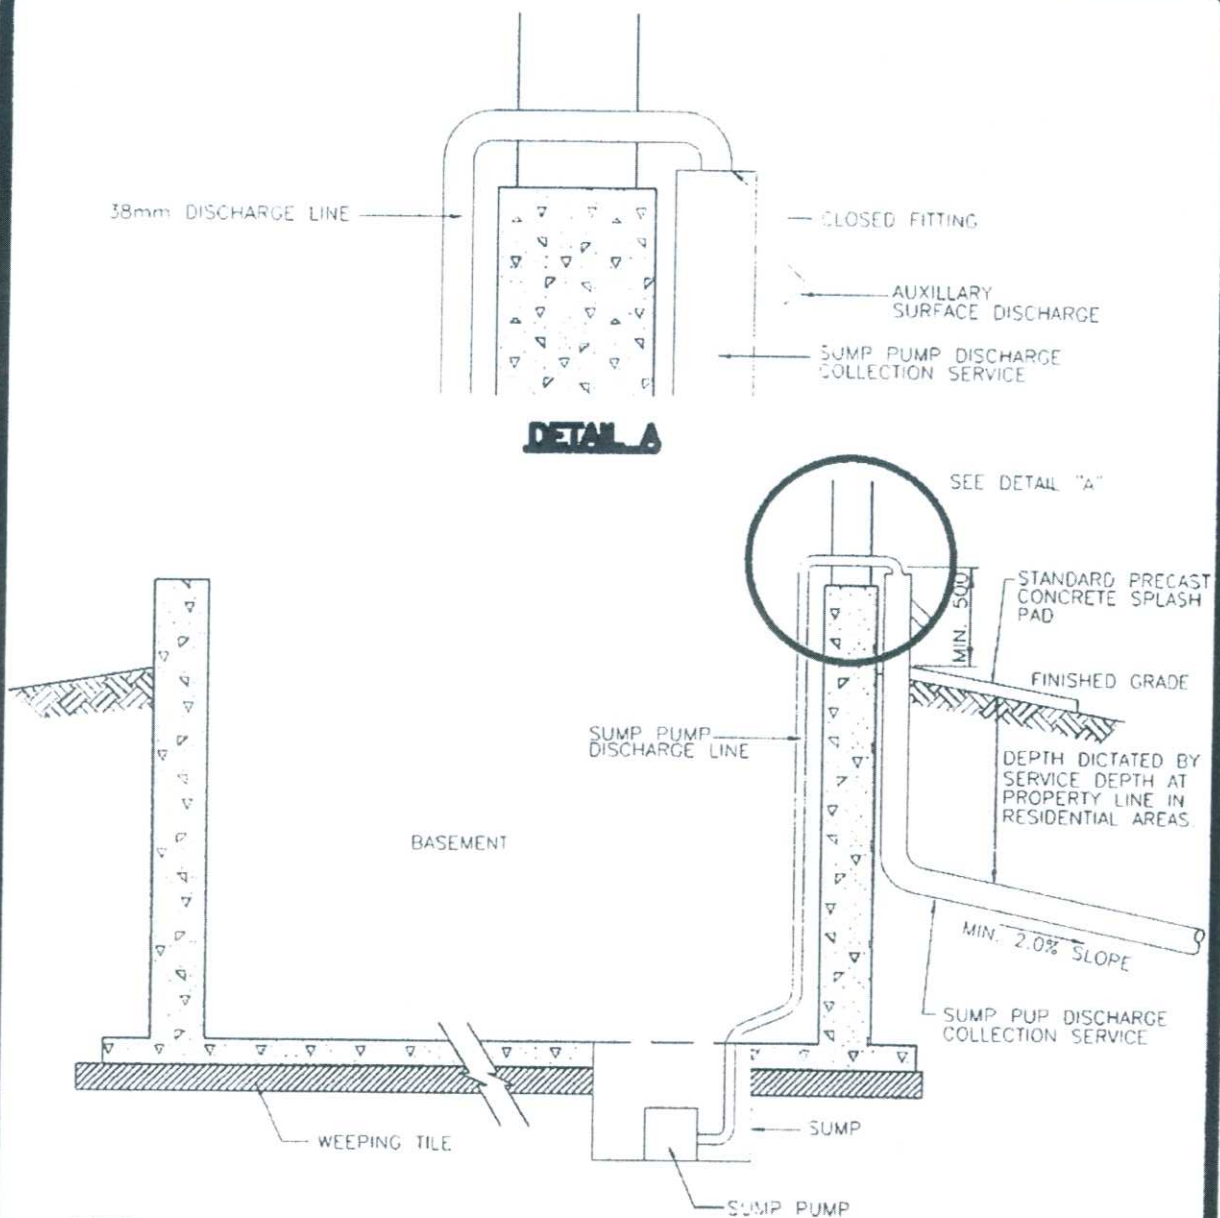 38mm DISCHARGE LINE
CLOSED FITTING
AUXILLARY
SURFACE DISCHARGE
SUMP PUMP DISCHARGE
COLLECTION SERVICE
DETAIL A
SEE DETAIL "A"
MIN. 500
STANDARD PRECAST
CONCRETE SPLASH
PAD
FINISHED GRADE
SUMP PUMP
DISCHARGE LINE
DEPTH DICTATED BY
SERVICE DEPTH AT
PROPERTY LINE IN
RESIDENTIAL AREAS.
BASEMENT
MIN. 2.0% SLOPE
SUMP PUP DISCHARGE
COLLECTION SERVICE
WEEPING TILE
SUMP
SUMP PUMP